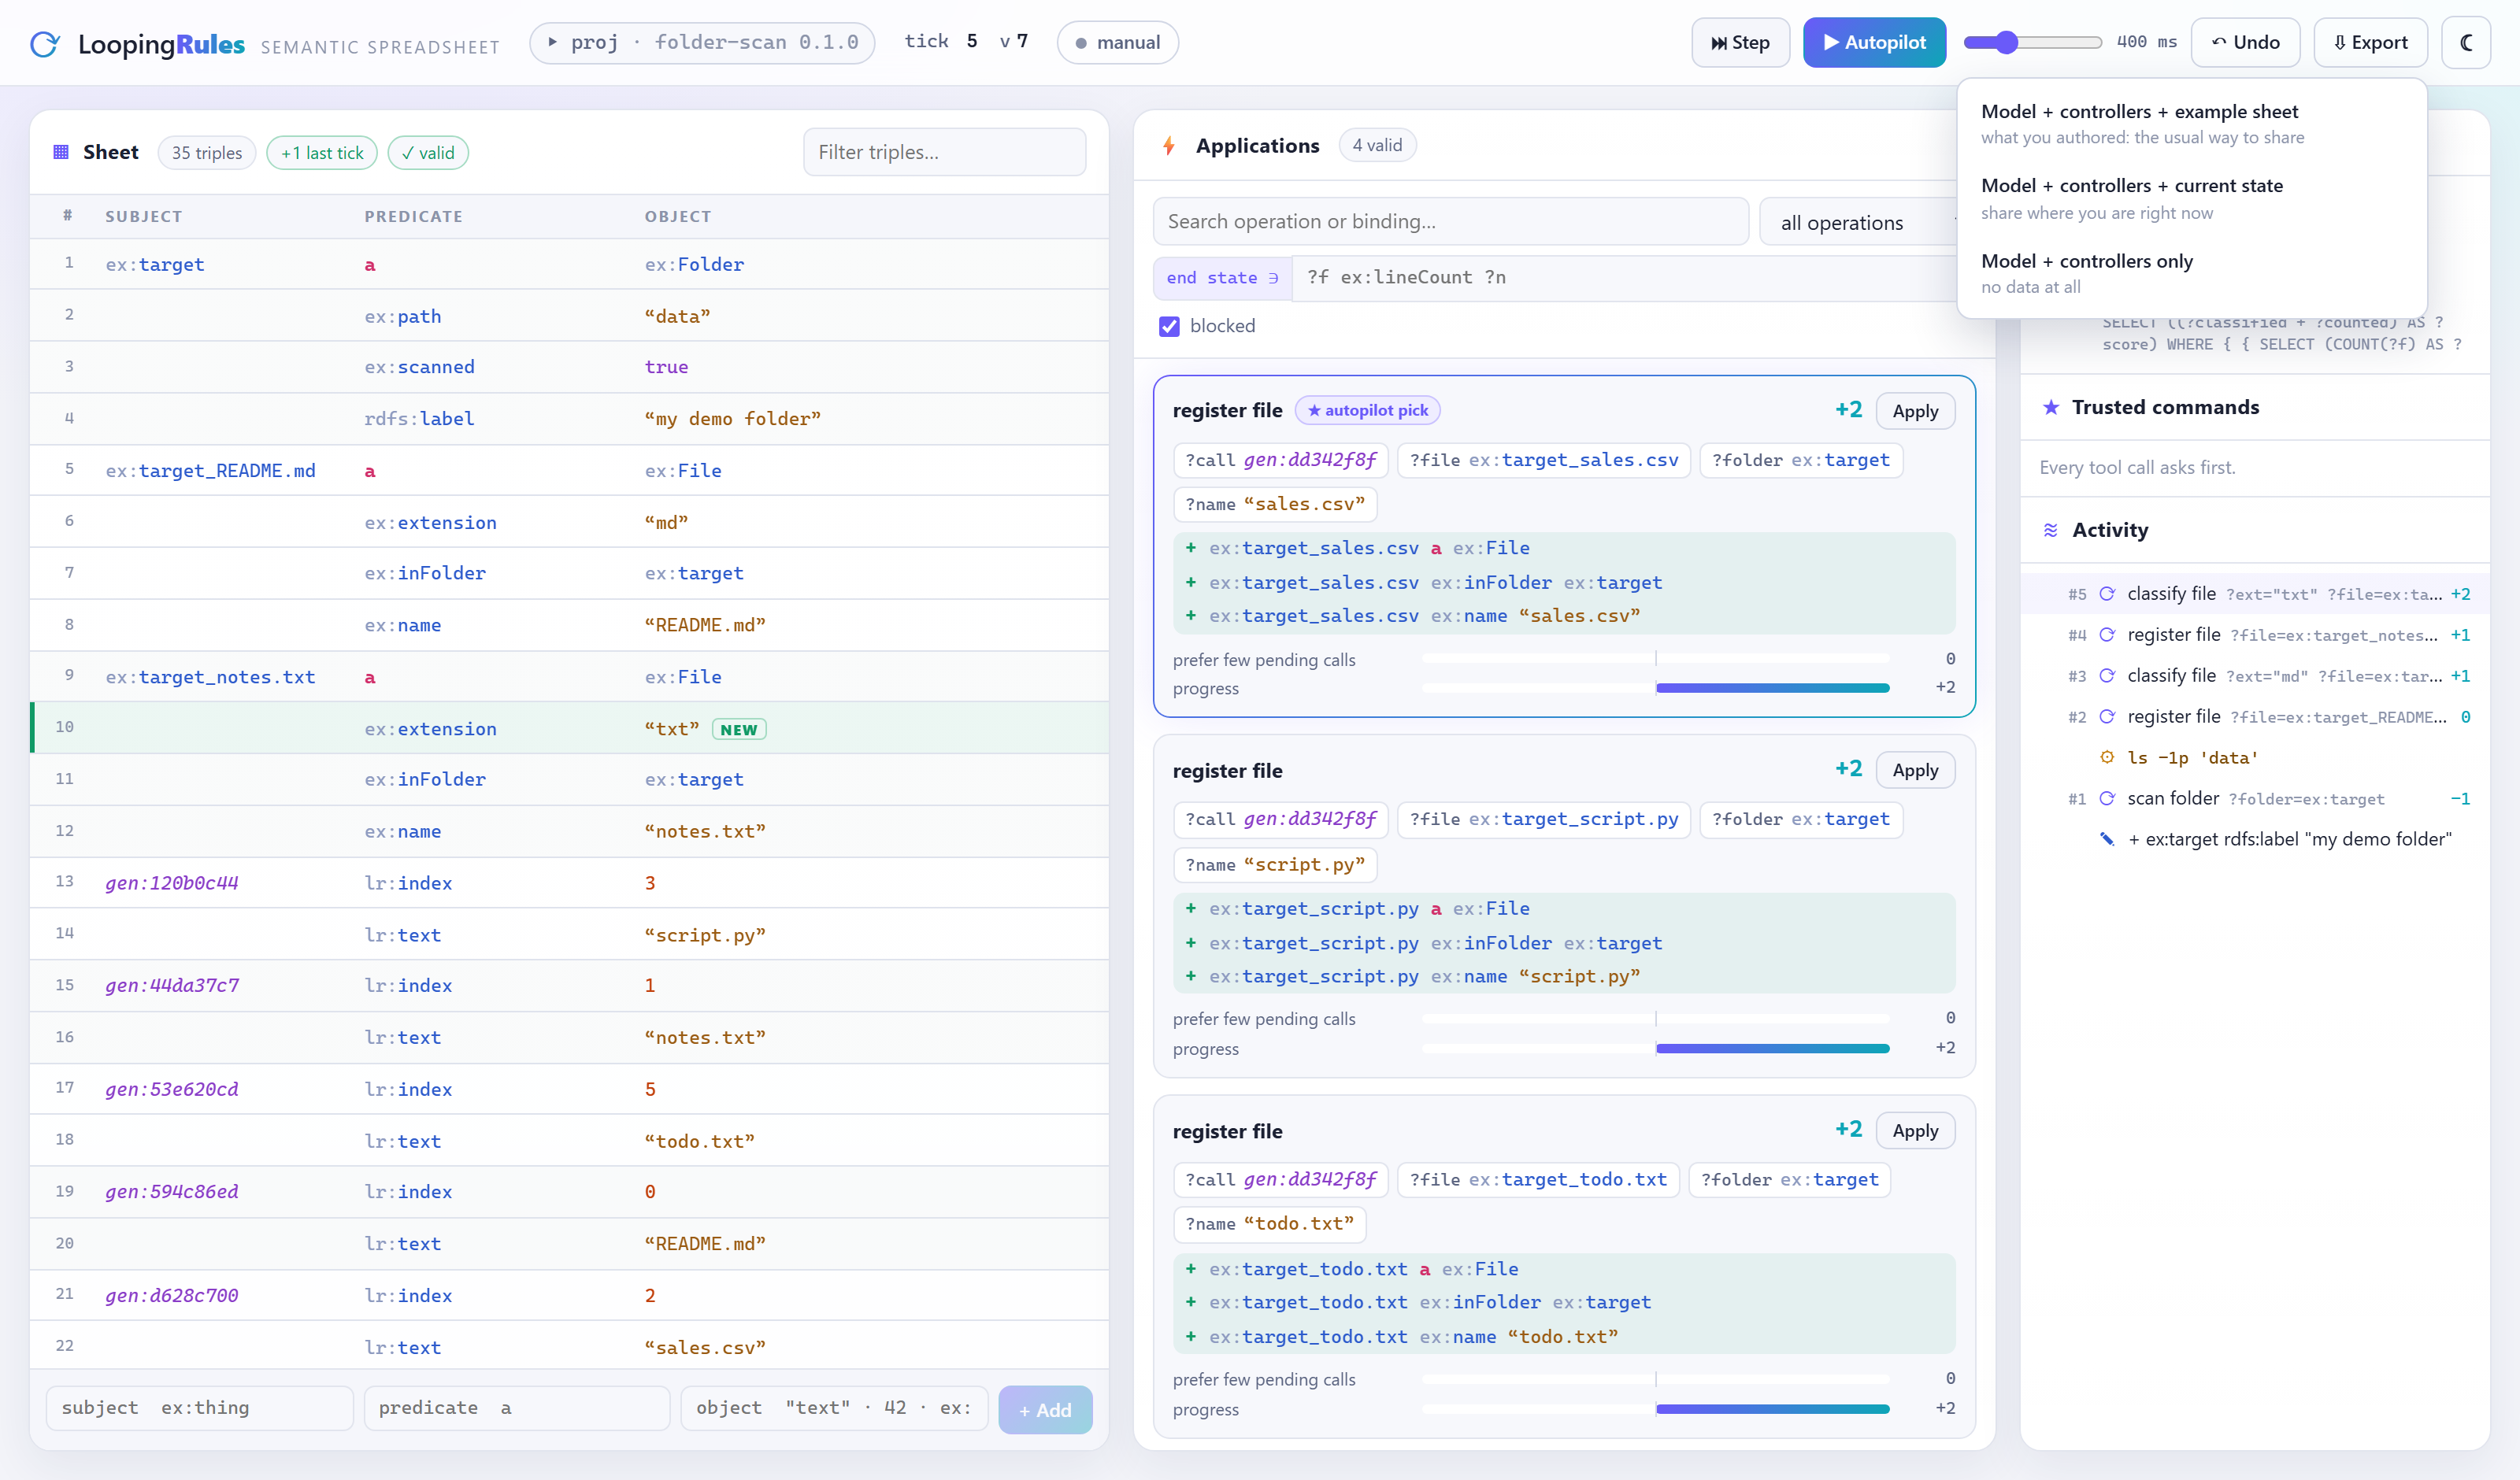 LoopingRules SEMANTIC SPREADSHEET
▸ proj · folder-scan 0.1.0
tick 5 v 7
manual
Step
Autopilot
400 ms
Undo
Export
Model + controllers + example sheet
what you authored: the usual way to share
Model + controllers + current state
share where you are right now
Model + controllers only
no data at all
Sheet
35 triples
+1 last tick
✓ valid
Filter triples...
# SUBJECT PREDICATE OBJECT
1 ex:target a ex:Folder
2 ex:path “data”
3 ex:scanned true
4 rdfs:label “my demo folder”
5 ex:target_README.md a ex:File
6 ex:extension “md”
7 ex:inFolder ex:target
8 ex:name “README.md”
9 ex:target_notes.txt a ex:File
10 ex:extension “txt” NEW
11 ex:inFolder ex:target
12 ex:name “notes.txt”
13 gen:120b0c44 lr:index 3
14 lr:text “script.py”
15 gen:44da37c7 lr:index 1
16 lr:text “notes.txt”
17 gen:53e620cd lr:index 5
18 lr:text “todo.txt”
19 gen:594c86ed lr:index 0
20 lr:text “README.md”
21 gen:d628c700 lr:index 2
22 lr:text “sales.csv”
subject ex:thing
predicate a
object "text" · 42 · ex:
+ Add
Applications
4 valid
Search operation or binding...
all operations
end state ∋ ?f ex:lineCount ?n
blocked
register file ★ autopilot pick +2 Apply
?call gen:dd342f8f ?file ex:target_sales.csv ?folder ex:target
?name “sales.csv”
+ ex:target_sales.csv a ex:File
+ ex:target_sales.csv ex:inFolder ex:target
+ ex:target_sales.csv ex:name “sales.csv”
prefer few pending calls 0
progress +2
register file +2 Apply
?call gen:dd342f8f ?file ex:target_script.py ?folder ex:target
?name “script.py”
+ ex:target_script.py a ex:File
+ ex:target_script.py ex:inFolder ex:target
+ ex:target_script.py ex:name “script.py”
prefer few pending calls 0
progress +2
register file +2 Apply
?call gen:dd342f8f ?file ex:target_todo.txt ?folder ex:target
?name “todo.txt”
+ ex:target_todo.txt a ex:File
+ ex:target_todo.txt ex:inFolder ex:target
+ ex:target_todo.txt ex:name “todo.txt”
prefer few pending calls 0
progress +2
SELECT ((?classified + ?counted) AS ?
score) WHERE { { SELECT (COUNT(?f) AS ?
★ Trusted commands
Every tool call asks first.
Activity
#5 classify file ?ext="txt" ?file=ex:ta... +2
#4 register file ?file=ex:target_notes... +1
#3 classify file ?ext="md" ?file=ex:tar... +1
#2 register file ?file=ex:target_README... 0
ls -1p 'data'
#1 scan folder ?folder=ex:target −1
+ ex:target rdfs:label "my demo folder"